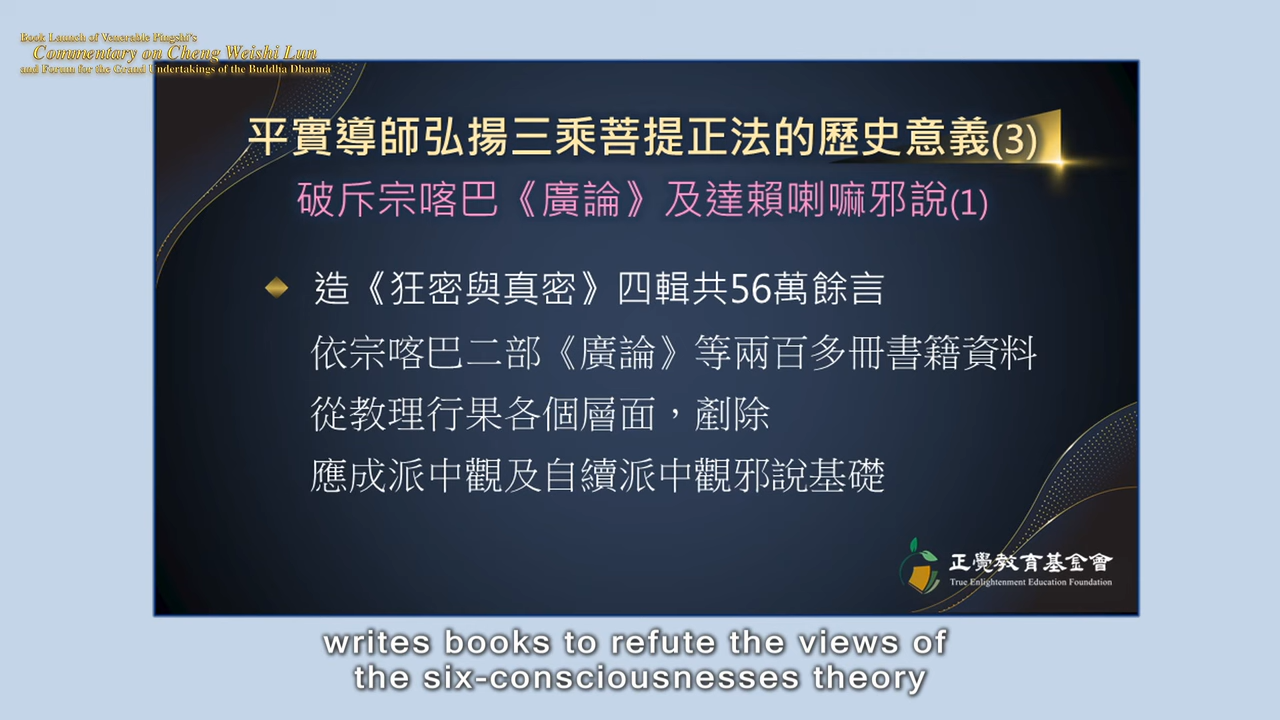 Book Launch of Venerable Pingshi's
Commentary on Cheng Weishi Lun
and Forum for the Grand Undertakings of the Buddha Dharma
平實導師弘揚三乘菩提正法的歷史意義(3)
破斥宗喀巴《廣論》及達賴喇嘛邪說(1)
造《狂密與真密》四輯共56萬餘言
依宗喀巴二部《廣論》等兩百多冊書籍資料
從教理行果各個層面，剷除
應成派中觀及自續派中觀邪說基礎
正覺教育基金會
True Enlightenment Education Foundation
writes books to refute the views of
the six-consciousnesses theory